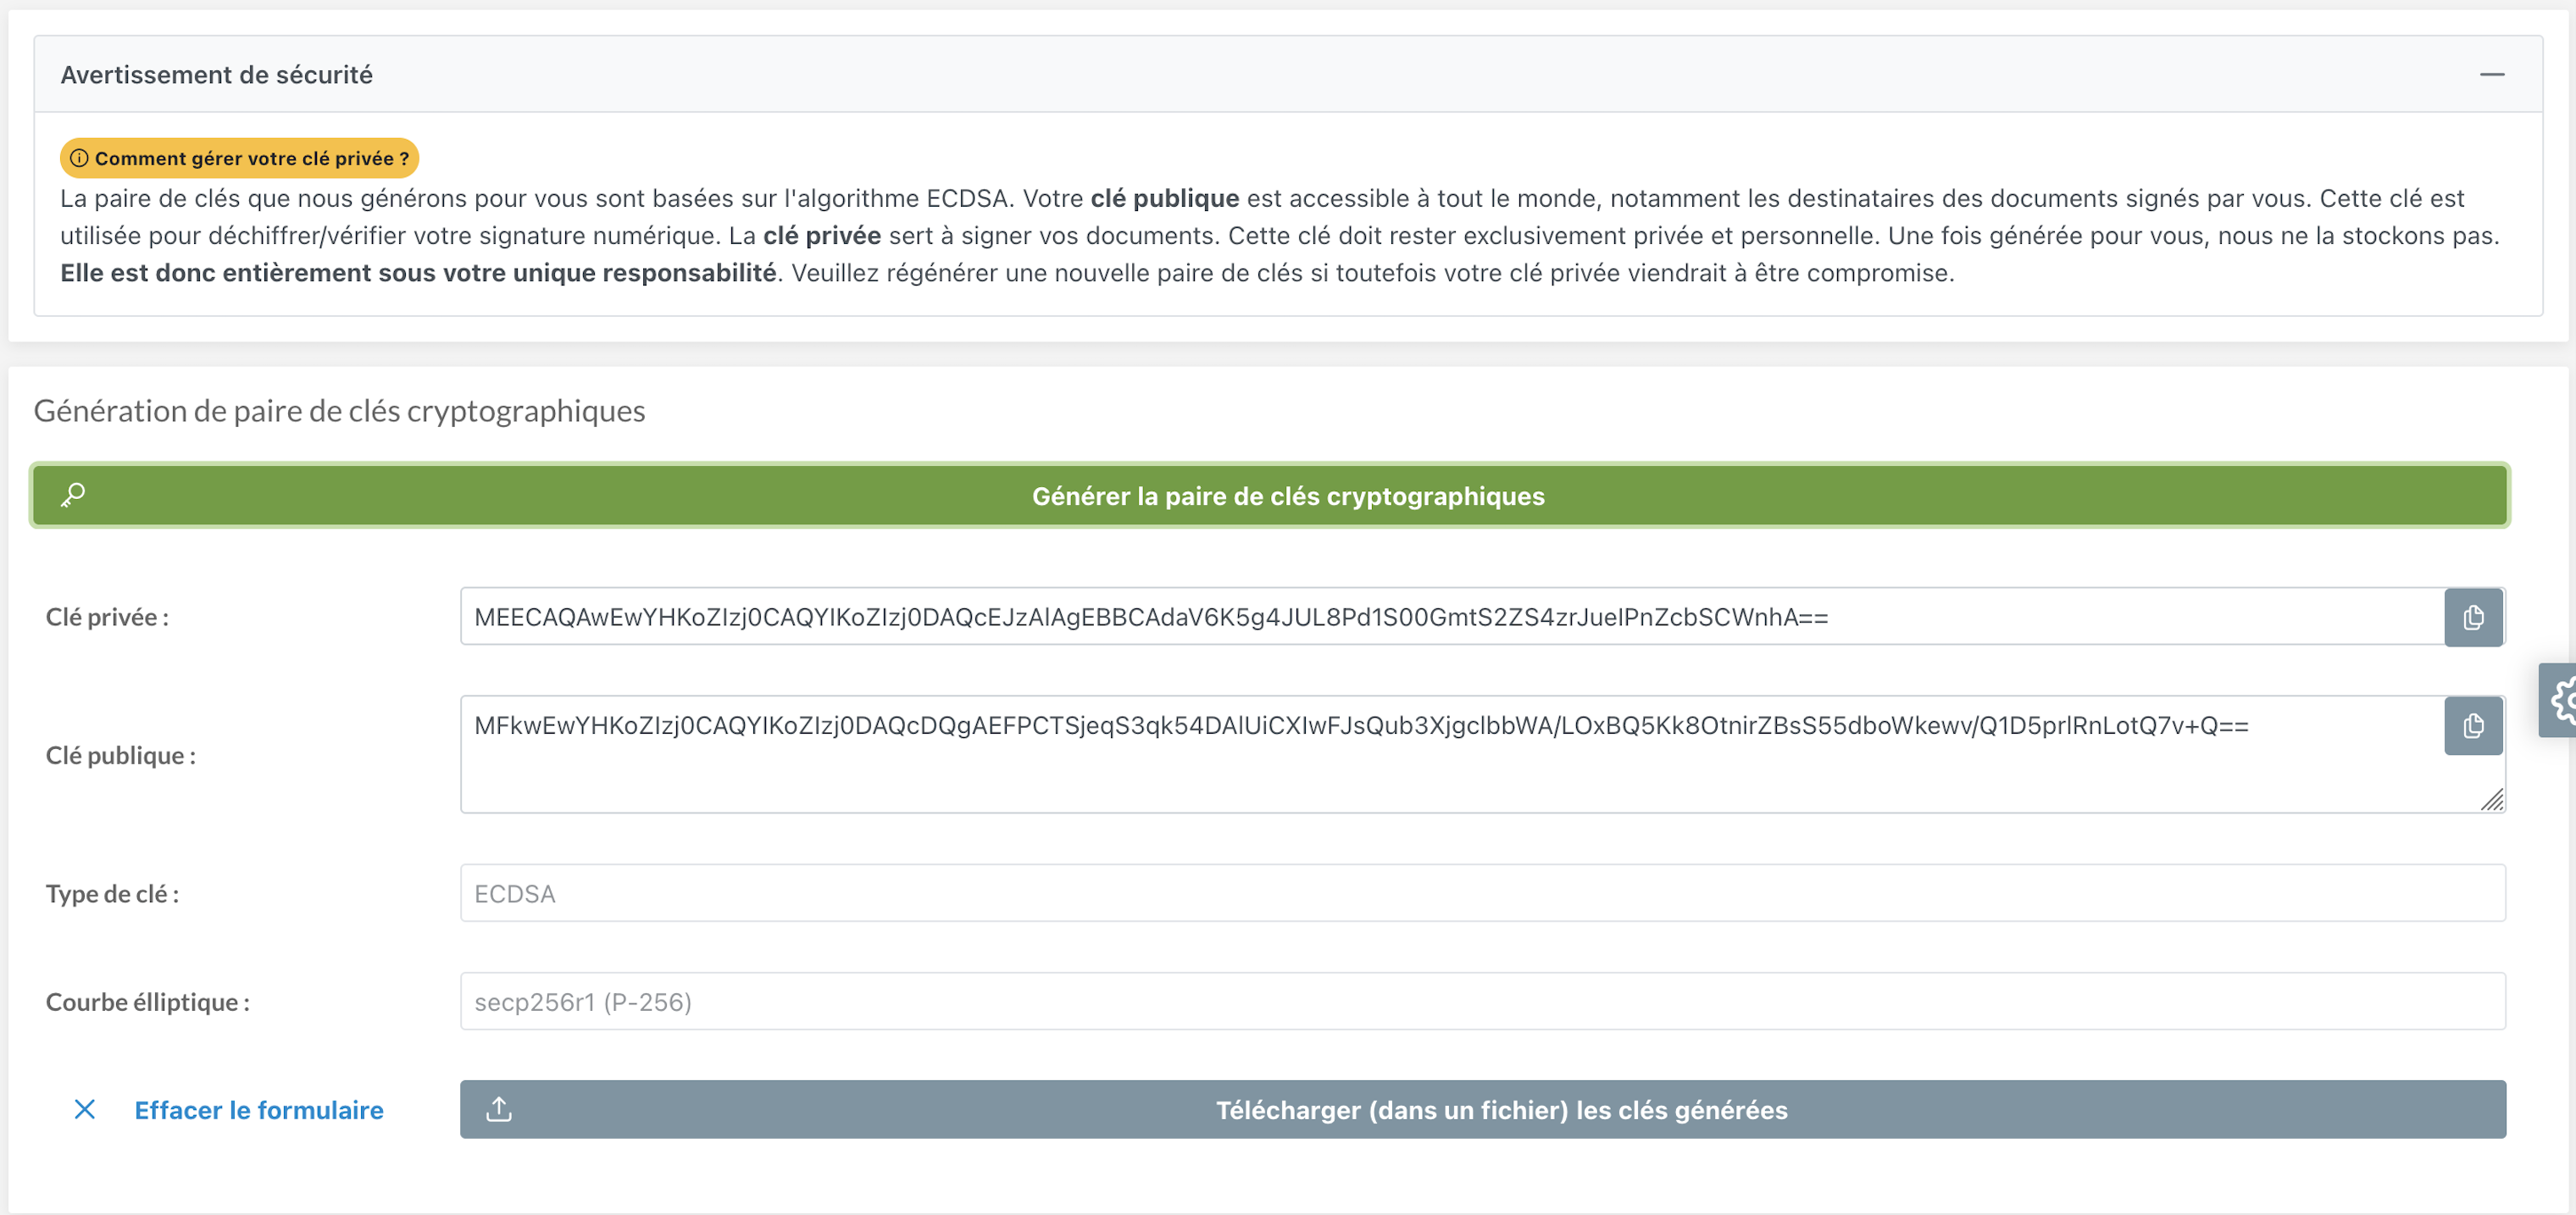 Avertissement de sécurité
Comment gérer votre clé privée ?
La paire de clés que nous générons pour vous sont basées sur l'algorithme ECDSA. Votre clé publique est accessible à tout le monde, notamment les destinataires des documents signés par vous. Cette clé est
utilisée pour déchiffrer/vérifier votre signature numérique. La clé privée sert à signer vos documents. Cette clé doit rester exclusivement privée et personnelle. Une fois générée pour vous, nous ne la stockons pas.
Elle est donc entièrement sous votre unique responsabilité. Veuillez régénérer une nouvelle paire de clés si toutefois votre clé privée viendrait à être compromise.
Génération de paire de clés cryptographiques
Générer la paire de clés cryptographiques
Clé privée :
MEECAQAwEwYHKoZIzj0CAQYIKoZIzj0DAQcEJzAlAgEBBCAdaV6K5g4JUL8Pd1S00GmtS2ZS4zrJueIPnZcbSCWnhA==
Clé publique :
MFkwEwYHKoZIzj0CAQYIKoZIzj0DAQcDQgAEFPCTSjeqS3qk54DAlUiCXIwFJsQub3XjgclbbWA/LOxBQ5Kk8OtnirZBsS55dboWkewv/Q1D5prlRnLotQ7v+Q==
Type de clé :
ECDSA
Courbe élliptique :
secp256r1 (P-256)
Effacer le formulaire
Télécharger (dans un fichier) les clés générées